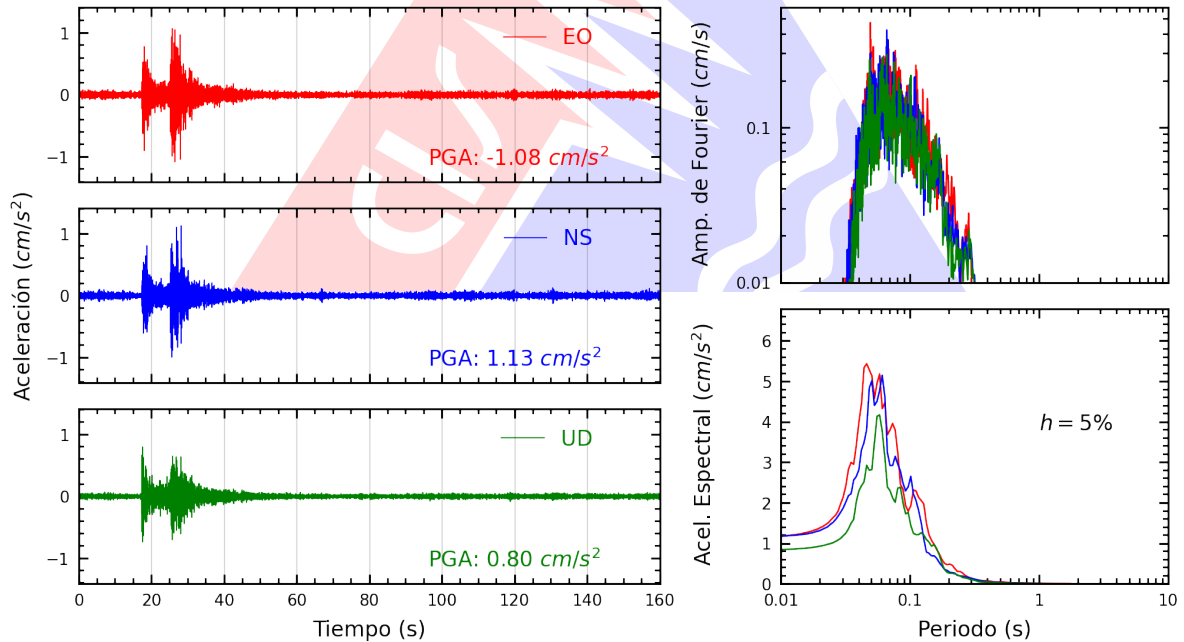 Aceleración (cm/s²)
1
0
−1
EO
PGA: -1.08 cm/s²
1
0
−1
NS
PGA: 1.13 cm/s²
1
0
−1
UD
PGA: 0.80 cm/s²
0 20 40 60 80 100 120 140 160
Tiempo (s)
Amp. de Fourier (cm/s)
0.1
0.01
Acel. Espectral (cm/s²)
6
5
4
3
2
1
0
h = 5%
0.01 0.1 1 10
Periodo (s)